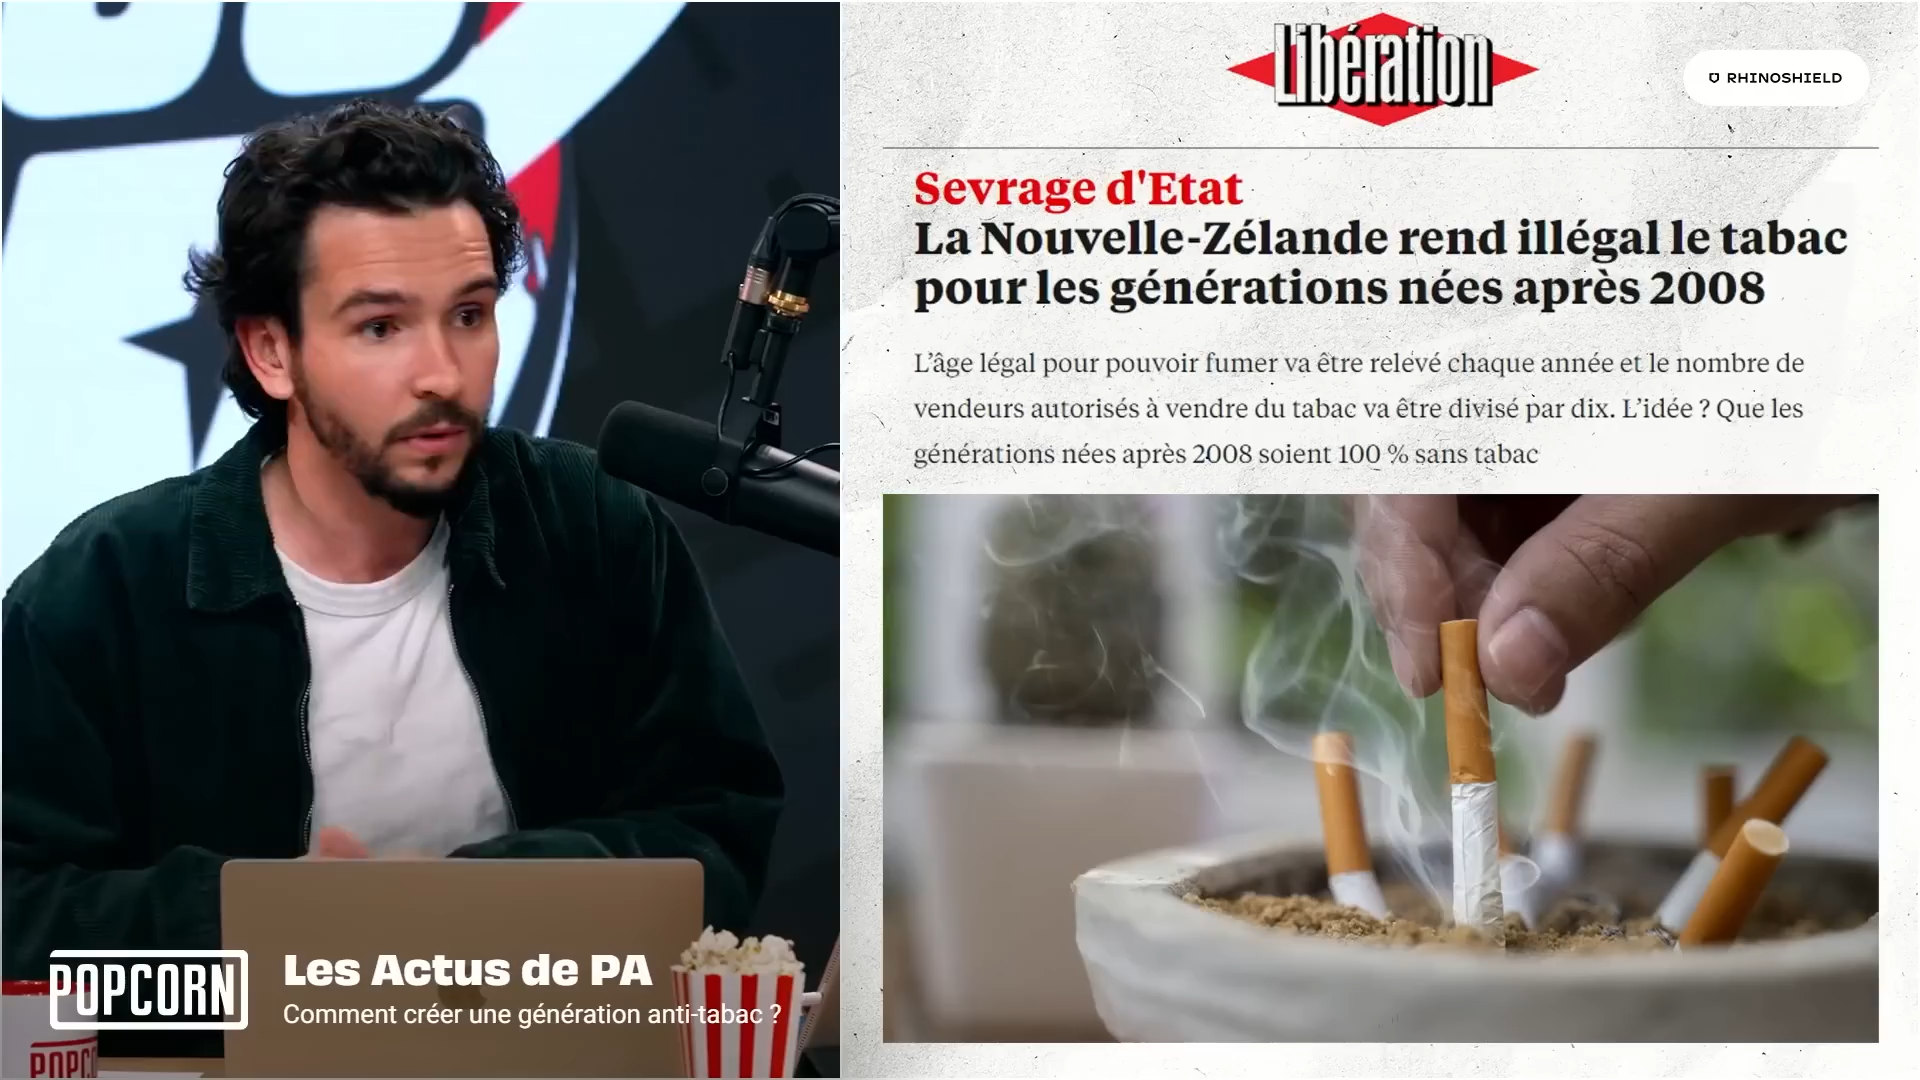 Libération
RHINOSHIELD
Sevrage d'Etat
La Nouvelle-Zélande rend illégal le tabac
pour les générations nées après 2008
L’âge légal pour pouvoir fumer va être relevé chaque année et le nombre de
vendeurs autorisés à vendre du tabac va être divisé par dix. L’idée ? Que les
générations nées après 2008 soient 100 % sans tabac
POPCORN
Les Actus de PA
Comment créer une génération anti-tabac ?
POPC